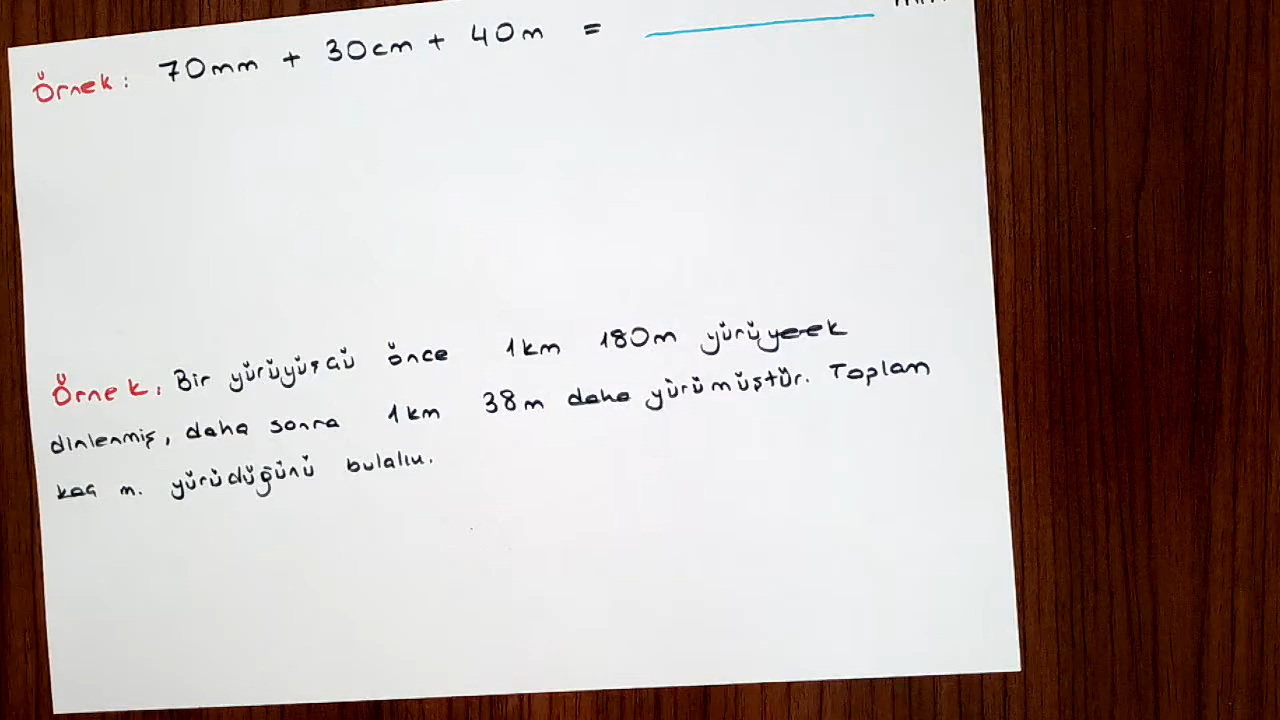 Örnek: 70mm + 30cm + 40m = ________
Örnek: Bir yürüyüşçü önce 1km 180m yürüyerek
dinlenmiş, daha sonra 1km 38m daha yürümüştür. Toplam
kaç m. yürüdüğünü bulalım.